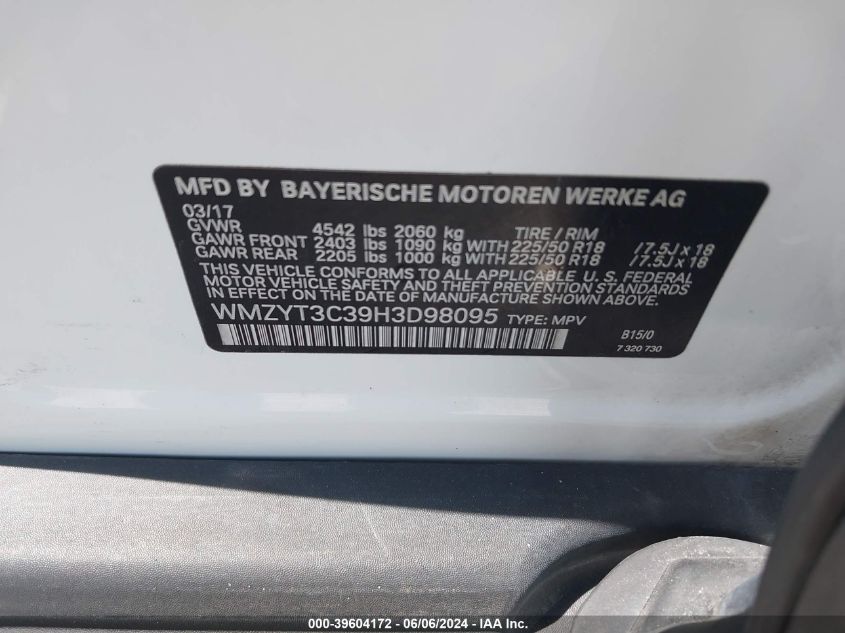 MFD BY BAYERISCHE MOTOREN WERKE AG
03/17
GVWR 4542 lbs 2060 kg TIRE / RIM
GAWR FRONT 2403 lbs 1090 kg WITH 225/50 R18 / 7.5J x 18
GAWR REAR 2205 lbs 1000 kg WITH 225/50 R18 / 7.5J x 18
THIS VEHICLE CONFORMS TO ALL APPLICABLE U.S. FEDERAL
MOTOR VEHICLE SAFETY AND THEFT PREVENTION STANDARDS
IN EFFECT ON THE DATE OF MANUFACTURE SHOWN ABOVE.
WMZYT3C39H3D98095 TYPE: MPV
B15/0
7 320 730
000-39604172 - 06/06/2024 - IAA Inc.